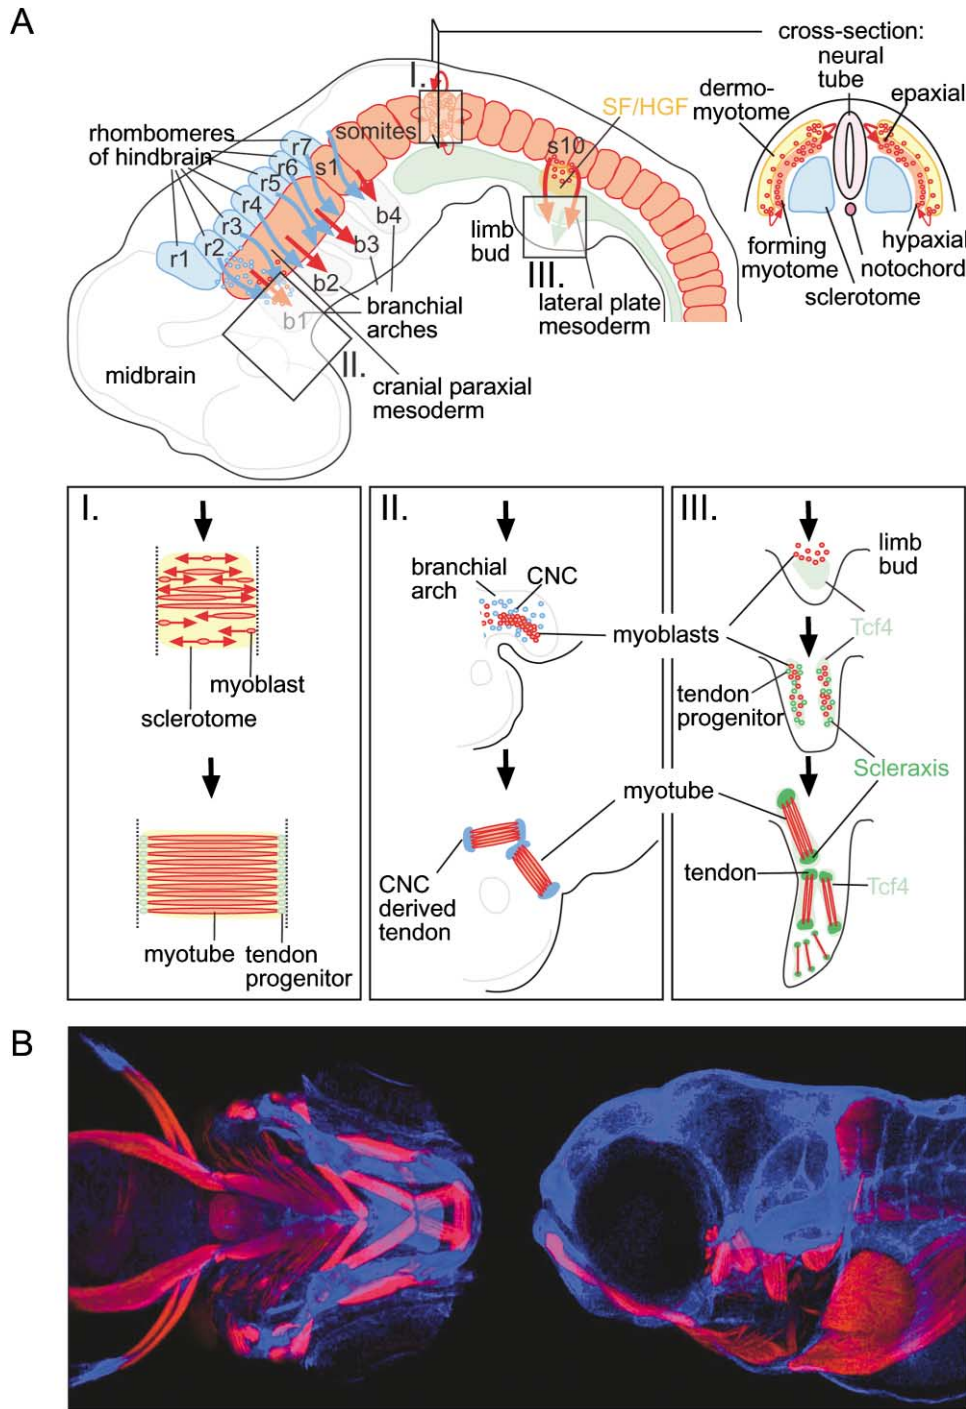 A
cross-section:
neural
tube
dermo-
myotome
epaxial
I.
SF/HGF
rhombomeres
of hindbrain
somites
r7
r6
s1
r5
r4
r3
r2
r1
s10
b4
b3
b2
b1
limb
bud
III.
forming
myotome
hypaxial
notochord
sclerotome
branchial
arches
lateral plate
mesoderm
II.
midbrain
cranial paraxial
mesoderm
I.
myoblast
sclerotome
myotube
tendon
progenitor
II.
branchial
arch
CNC
myoblasts
myotube
CNC
derived
tendon
III.
limb
bud
Tcf4
tendon
progenitor
Scleraxis
tendon
Tcf4
B